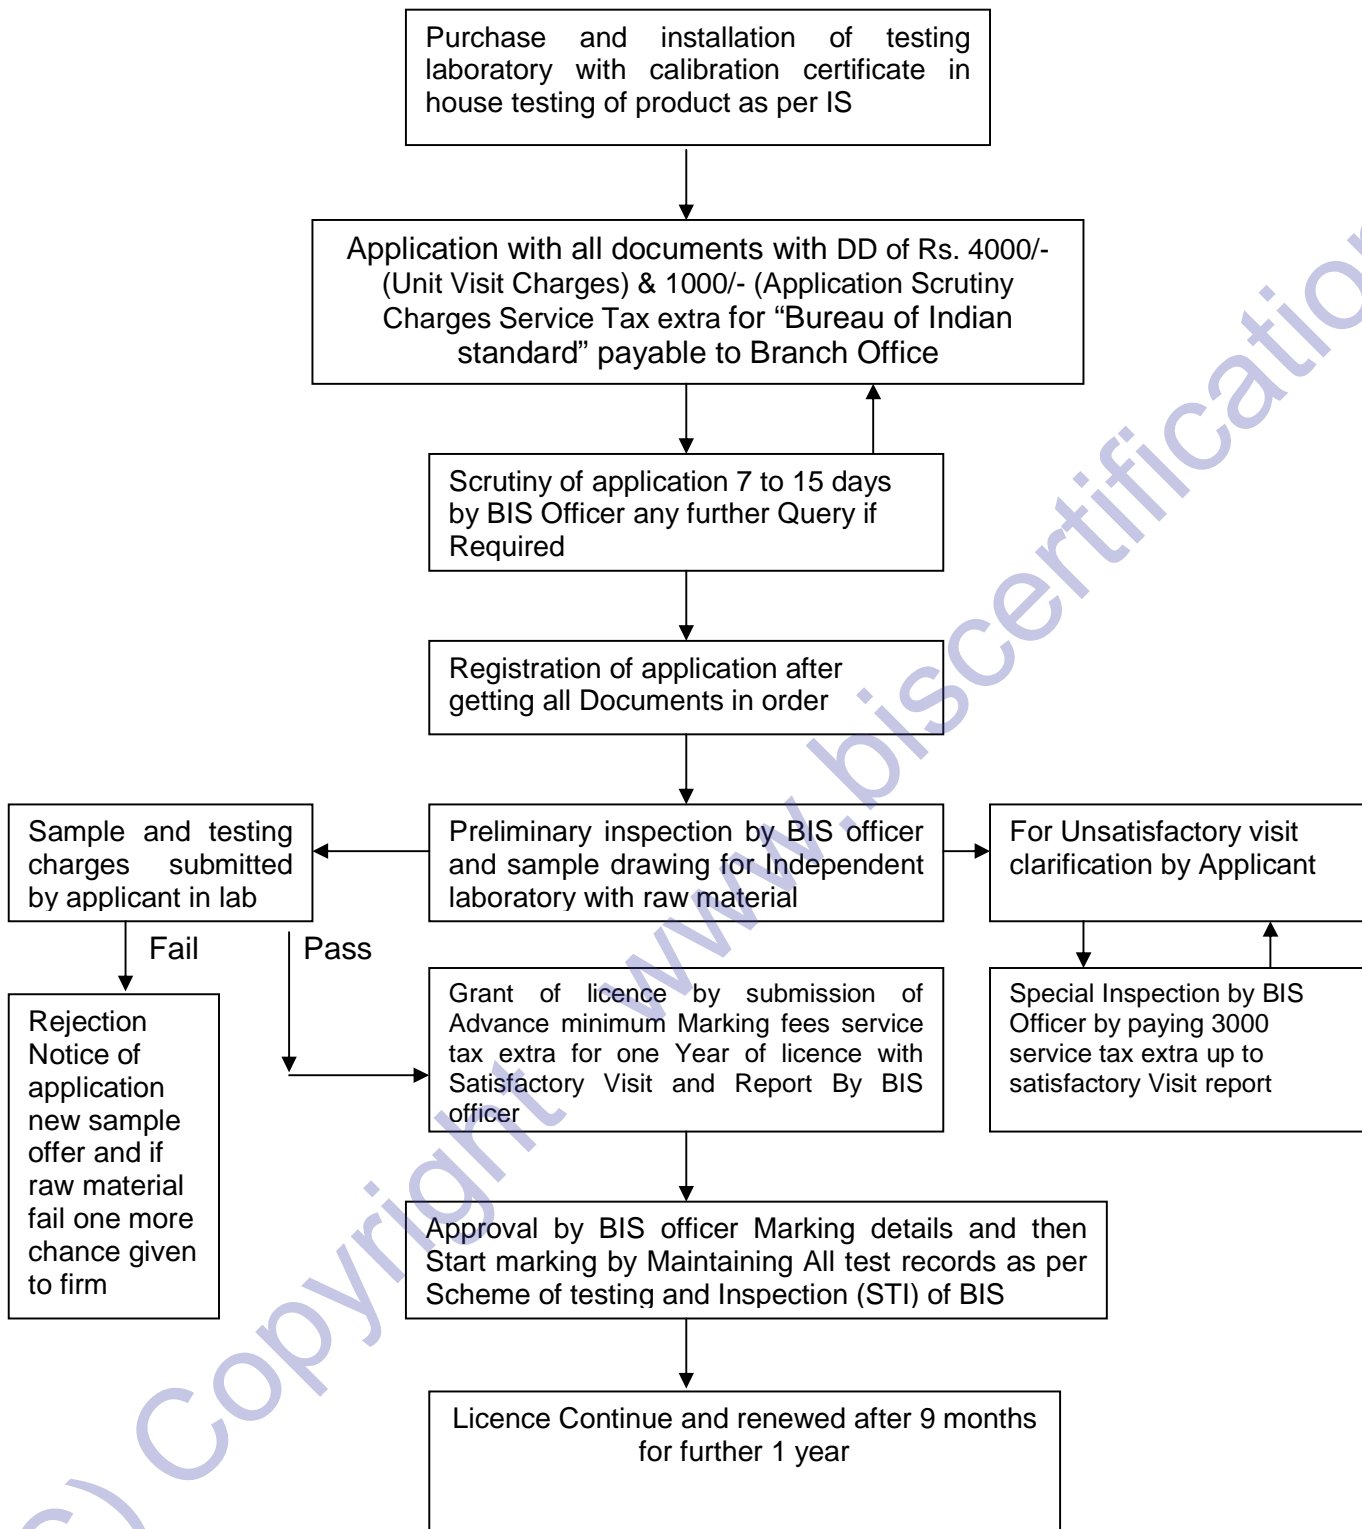 Purchase and installation of testing
laboratory with calibration certificate in
house testing of product as per IS
Application with all documents with DD of Rs. 4000/-
(Unit Visit Charges) & 1000/- (Application Scrutiny
Charges Service Tax extra for “Bureau of Indian
standard” payable to Branch Office
Scrutiny of application 7 to 15 days
by BIS Officer any further Query if
Required
Registration of application after
getting all Documents in order
Sample and testing
charges submitted
by applicant in lab
Preliminary inspection by BIS officer
and sample drawing for Independent
laboratory with raw material
For Unsatisfactory visit
clarification by Applicant
Fail
Pass
Rejection
Notice of
application
new sample
offer and if
raw material
fail one more
chance given
to firm
Grant of licence by submission of
Advance minimum Marking fees service
tax extra for one Year of licence with
Satisfactory Visit and Report By BIS
officer
Special Inspection by BIS
Officer by paying 3000
service tax extra up to
satisfactory Visit report
Approval by BIS officer Marking details and then
Start marking by Maintaining All test records as per
Scheme of testing and Inspection (STI) of BIS
Licence Continue and renewed after 9 months
for further 1 year
) Copyright www.biscertification